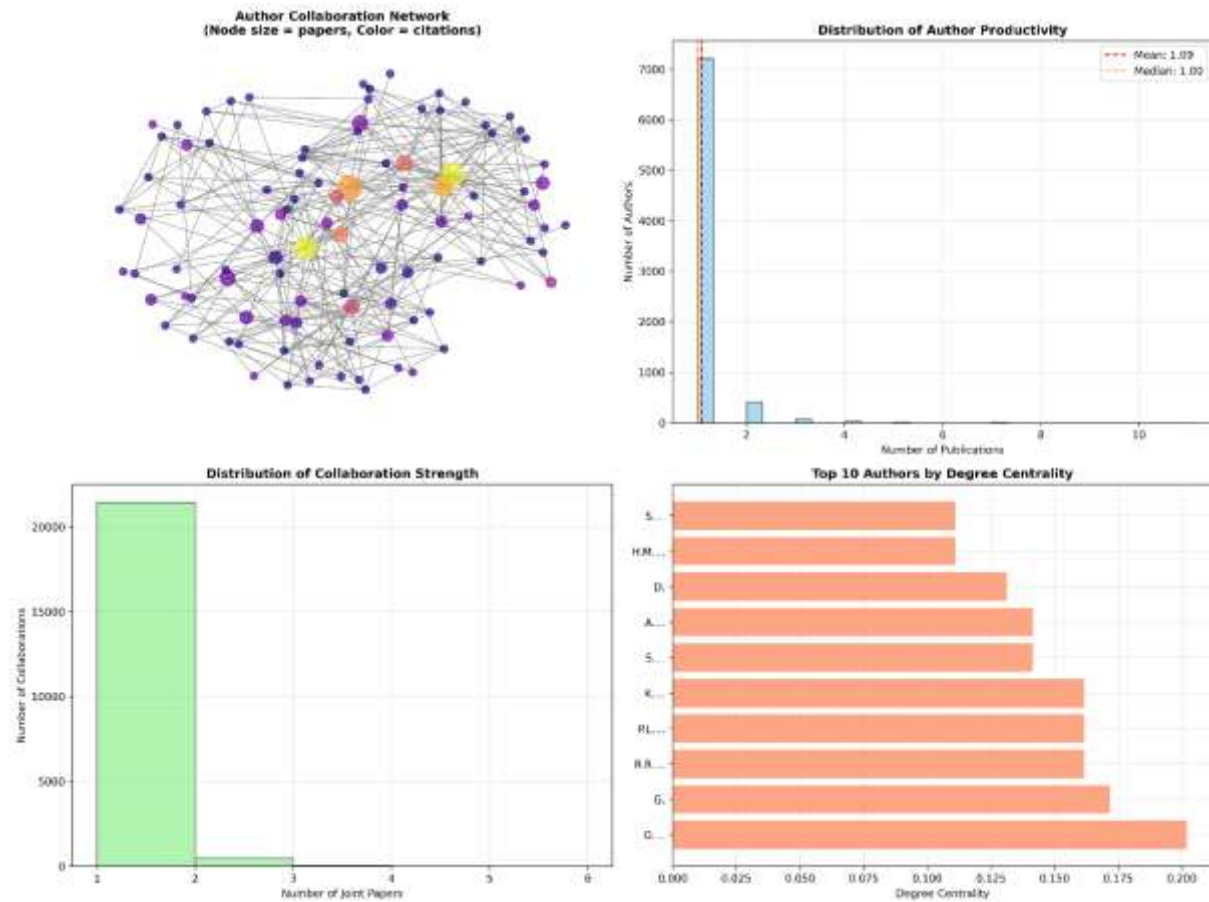 Author Collaboration Network
(Node size = papers, Color = citations)
Distribution of Author Productivity
Mean: 1.09
Median: 1.00
7000
6000
5000
4000
3000
2000
1000
0
Number of Authors
2
4
6
8
10
Number of Publications
Distribution of Collaboration Strength
20000
15000
10000
5000
0
Number of Collaborations
1
2
3
4
5
6
Number of Joint Papers
Top 10 Authors by Degree Centrality
S...
H.M...
D.
A...
S...
K...
G.
0.000
0.025
0.050
0.075
0.100
0.125
0.150
0.175
0.200
Degree Centrality